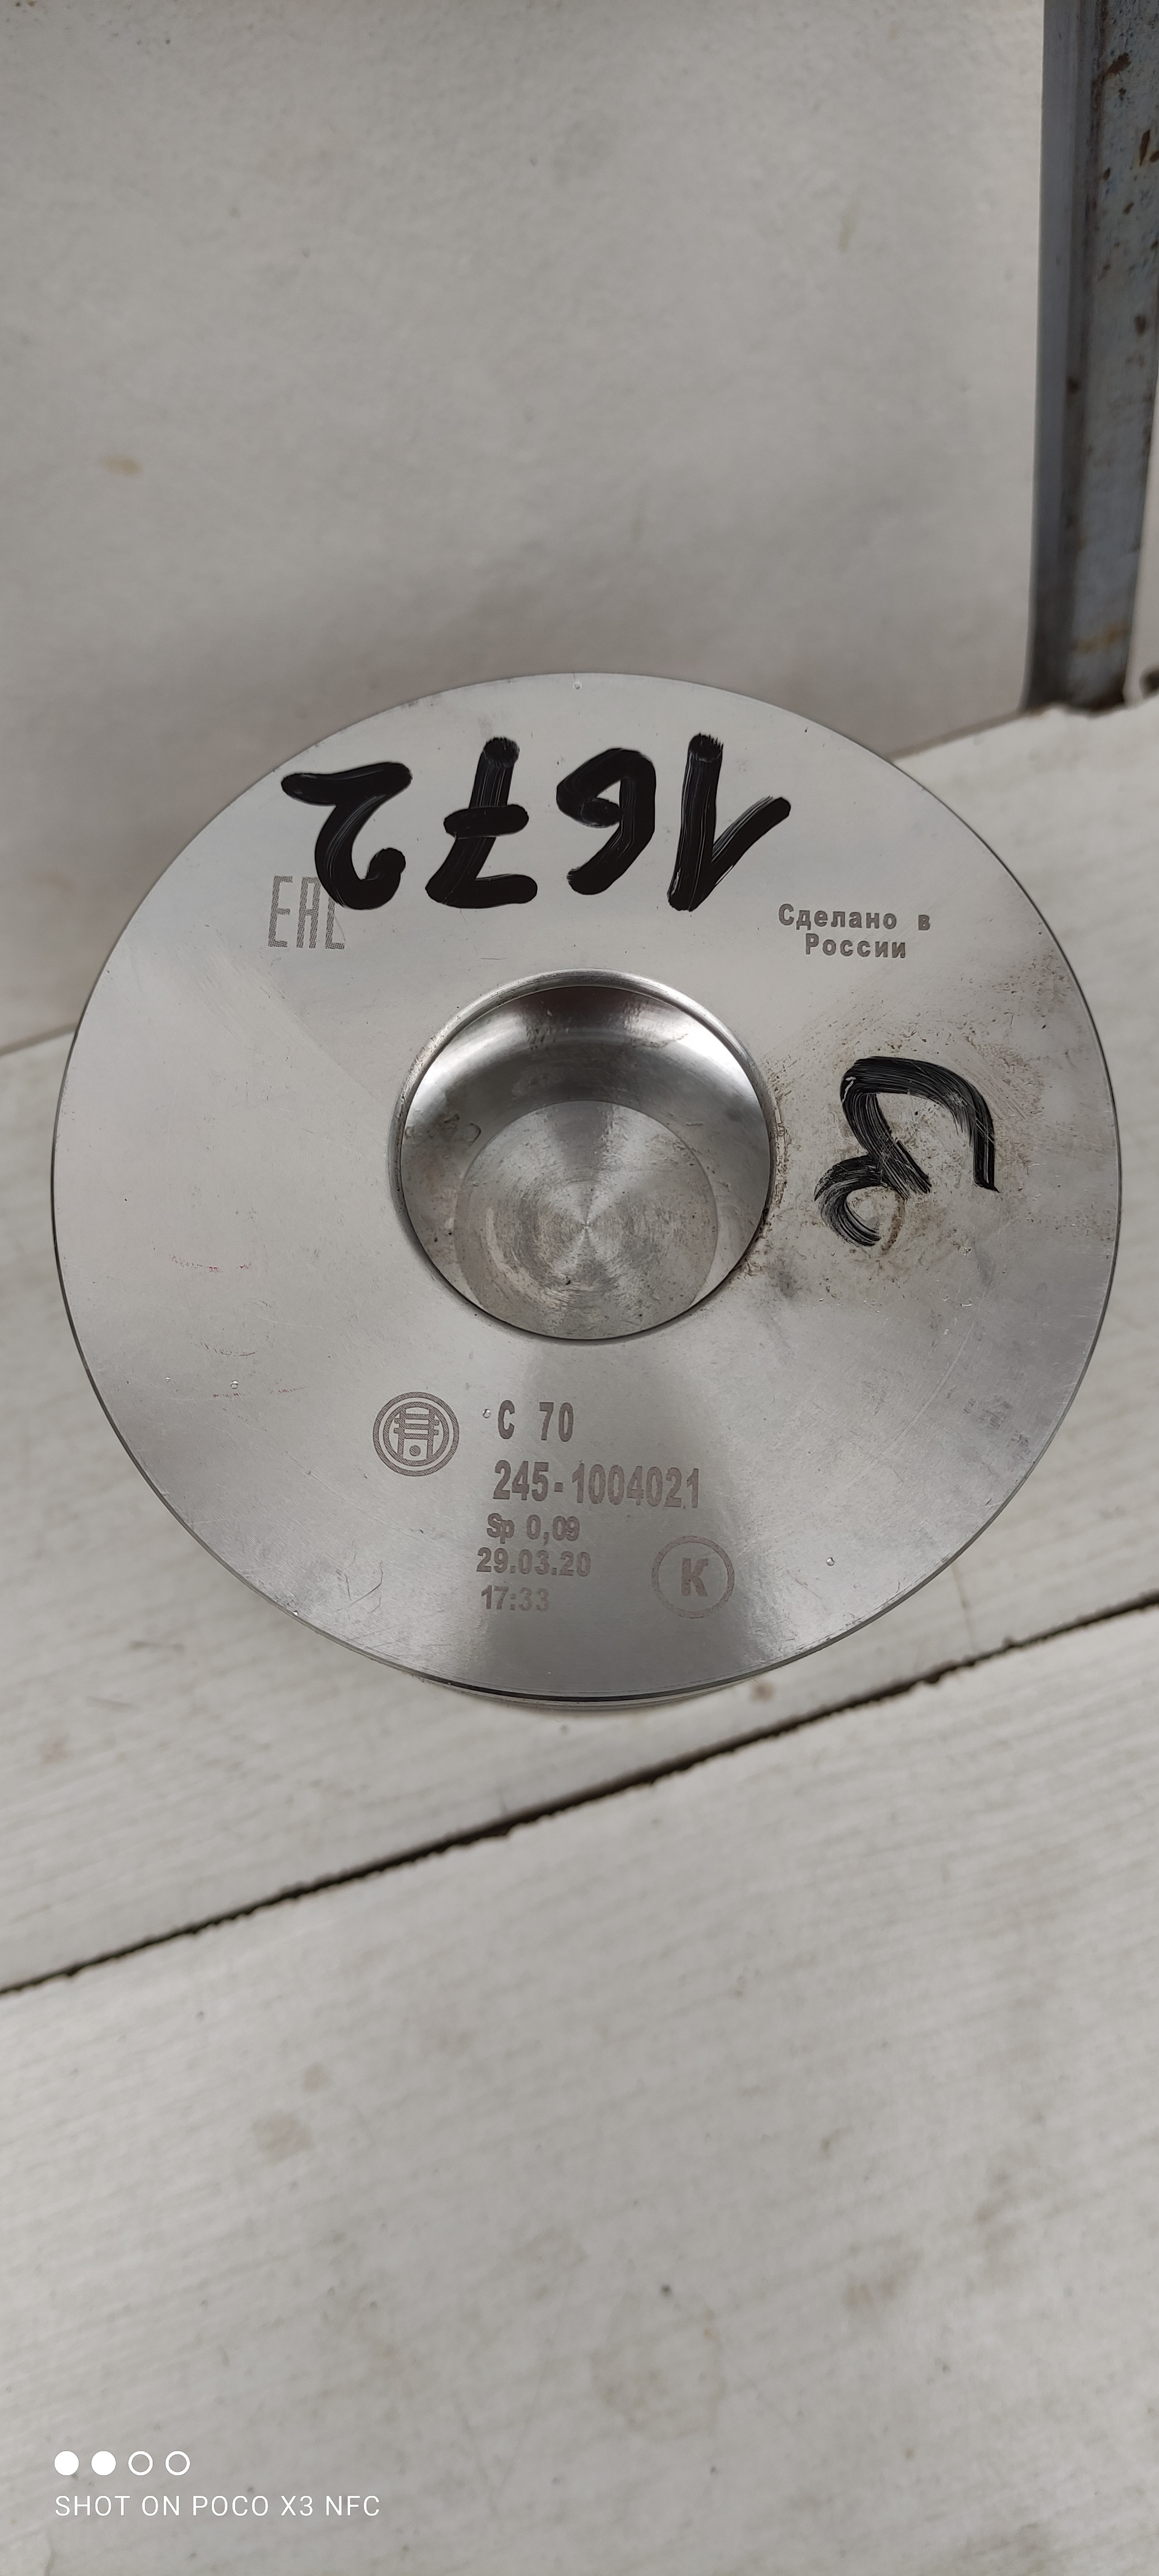 1672
EAC
Сделано в
России
C 70
245-1004021
Sp 0,09
29.03.20
17:33
K
SHOT ON POCO X3 NFC